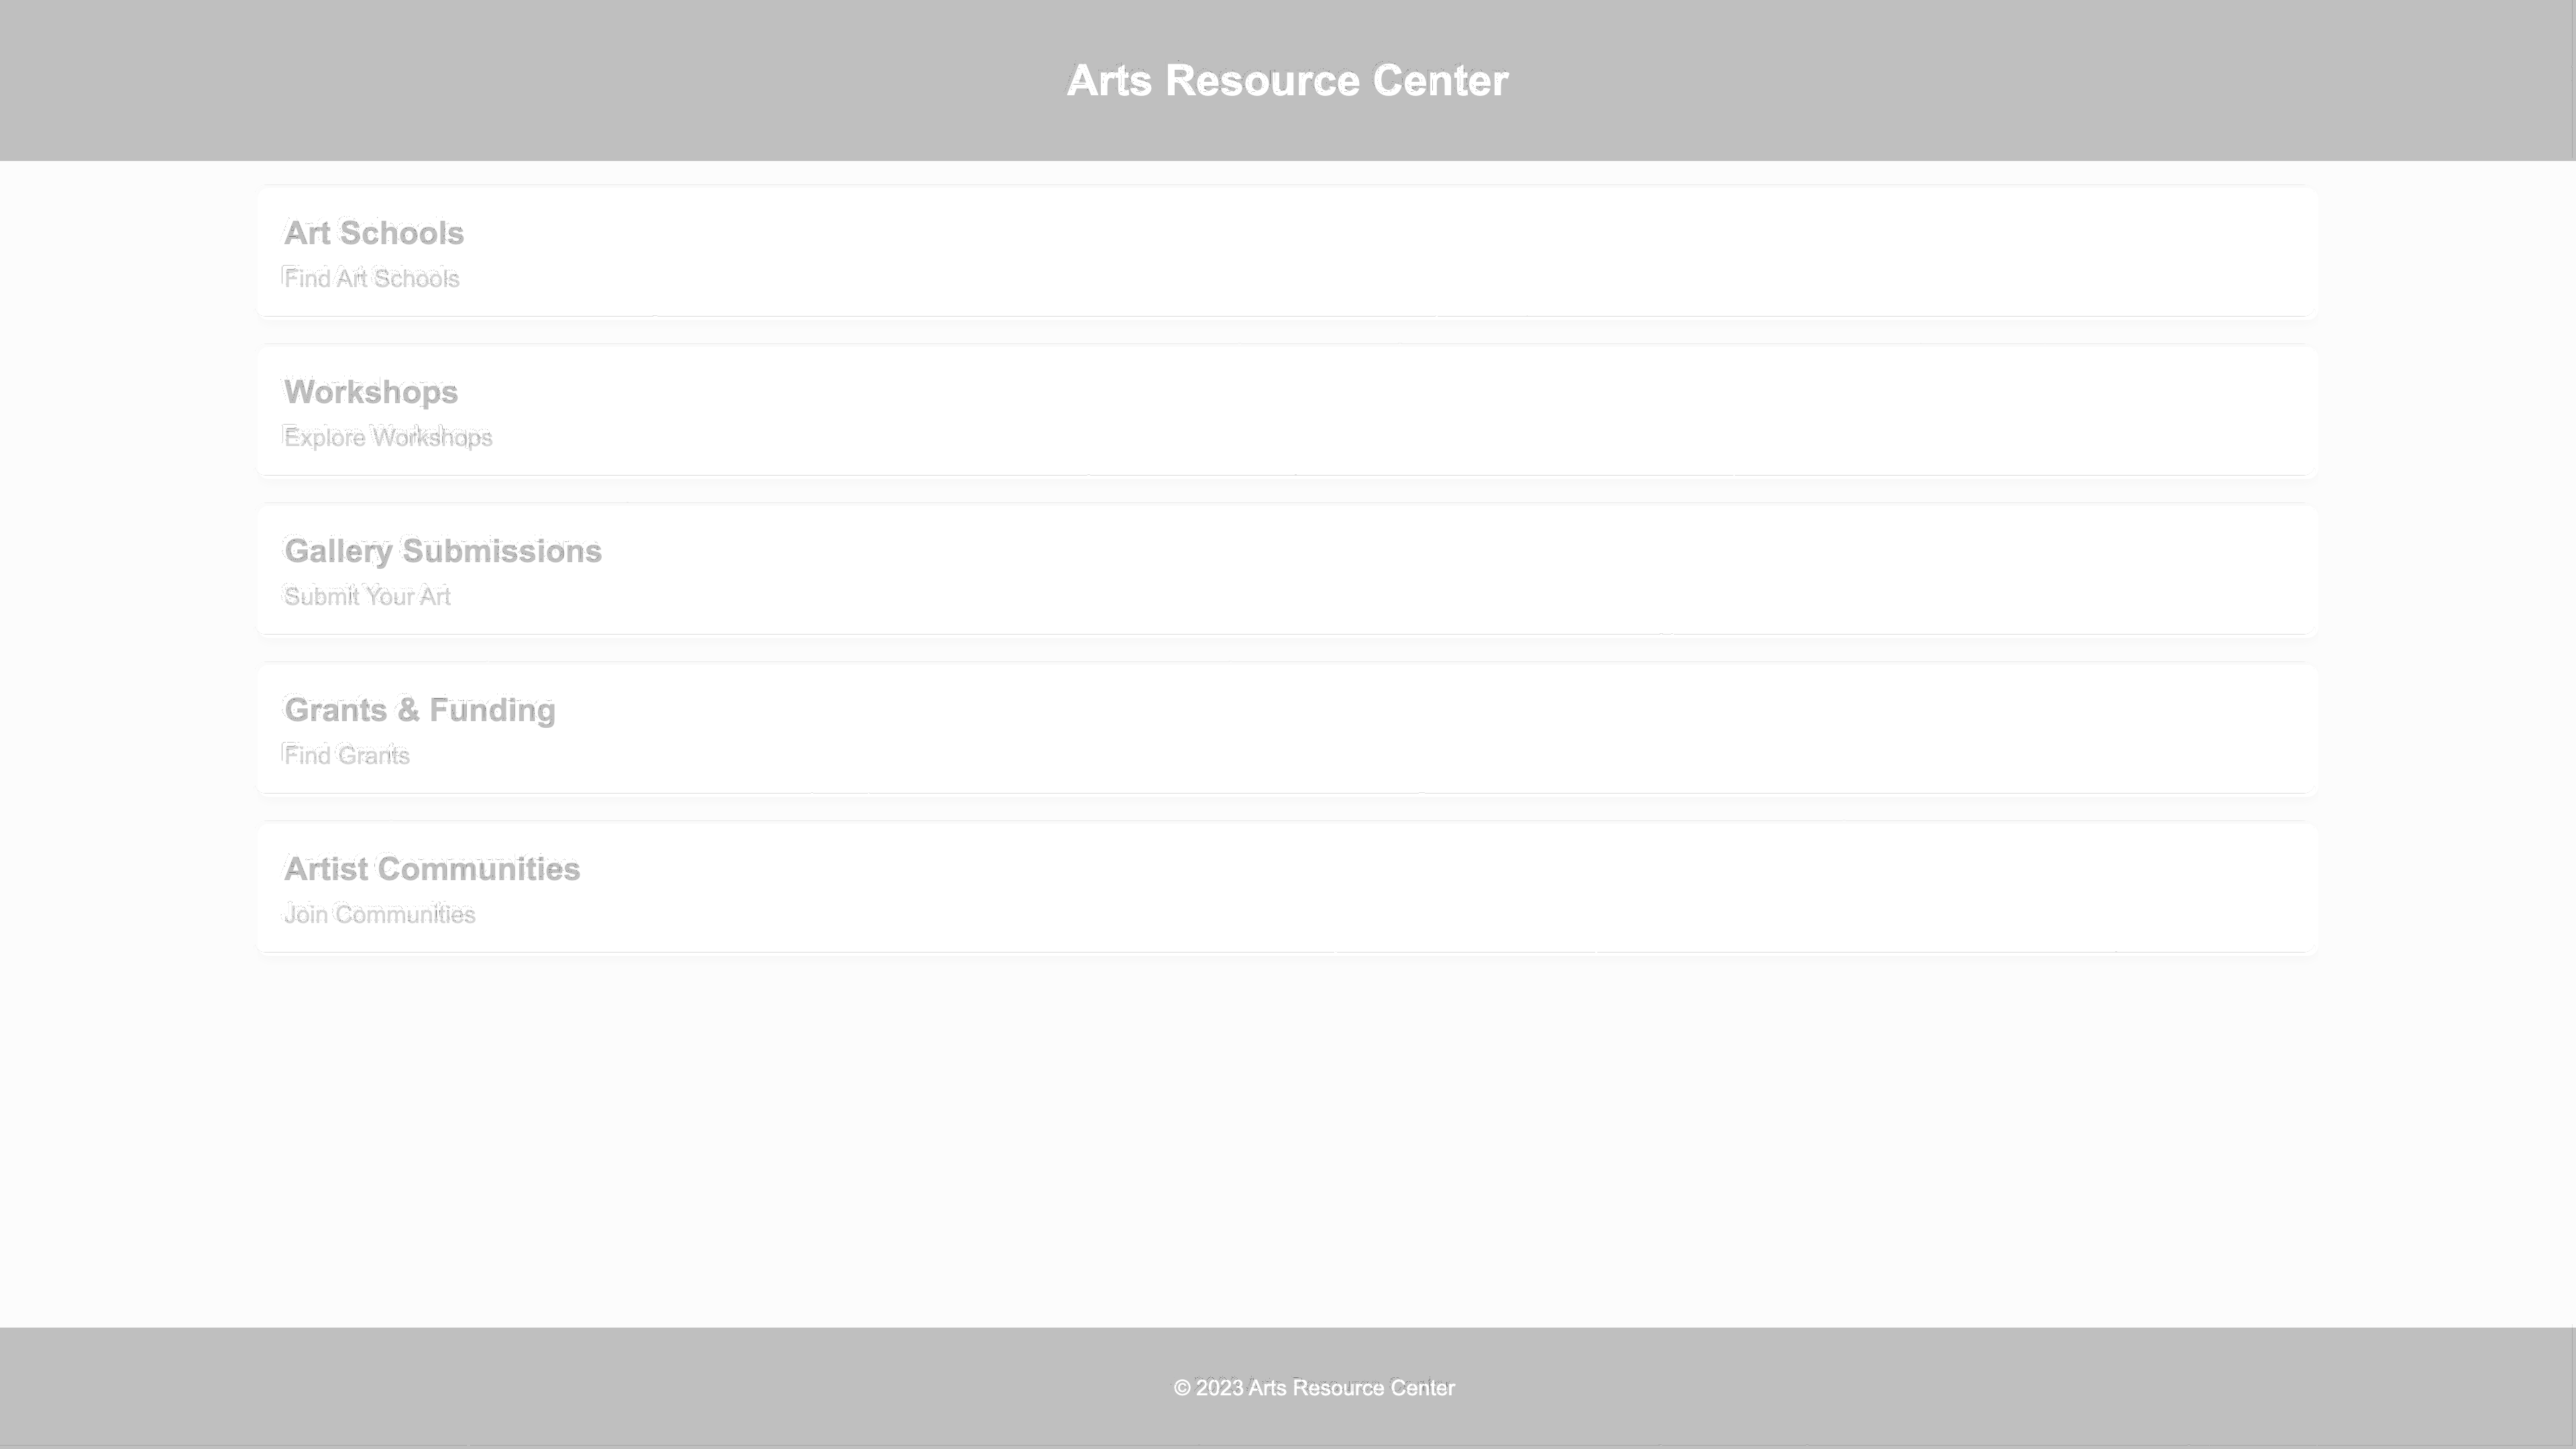 Arts Resource Center
Art Schools
Find Art Schools
Workshops
Explore Workshops
Gallery Submissions
Submit Your Art
Grants & Funding
Find Grants
Artist Communities
Join Communities
© 2023 Arts Resource Center